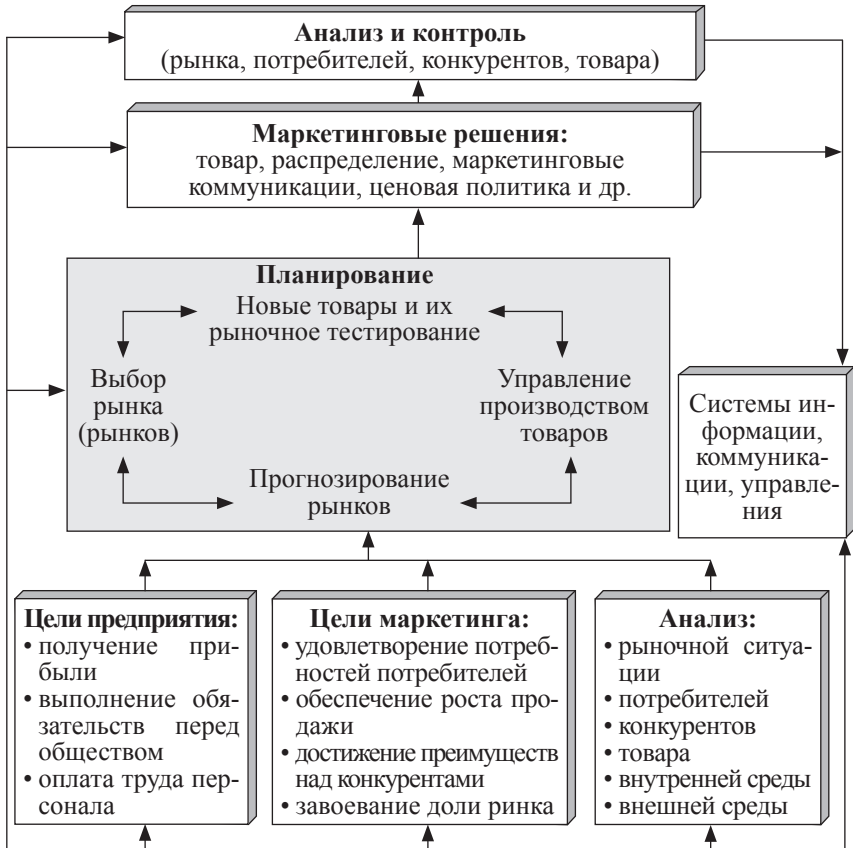 Анализ и контроль
(рынка, потребителей, конкурентов, товара)
Маркетинговые решения:
товар, распределение, маркетинговые
коммуникации, ценовая политика и др.
Планирование
Новые товары и их
рыночное тестирование
Выбор
рынка
(рынков)
Управление
производством
товаров
Прогнозирование
рынков
Системы ин-
формации,
коммуника-
ции, управле-
ния
Цели предприятия:
• получение при-
были
• выполнение обя-
зательств перед
обществом
• оплата труда пер-
сонала
Цели маркетинга:
• удовлетворение потреб-
ностей потребителей
• обеспечение роста про-
дажи
• достижение преимуществ
над конкурентами
• завоевание доли ринка
Анализ:
• рыночной ситуа-
ции
• потребителей
• конкурентов
• товара
• внутренней среды
• внешней среды